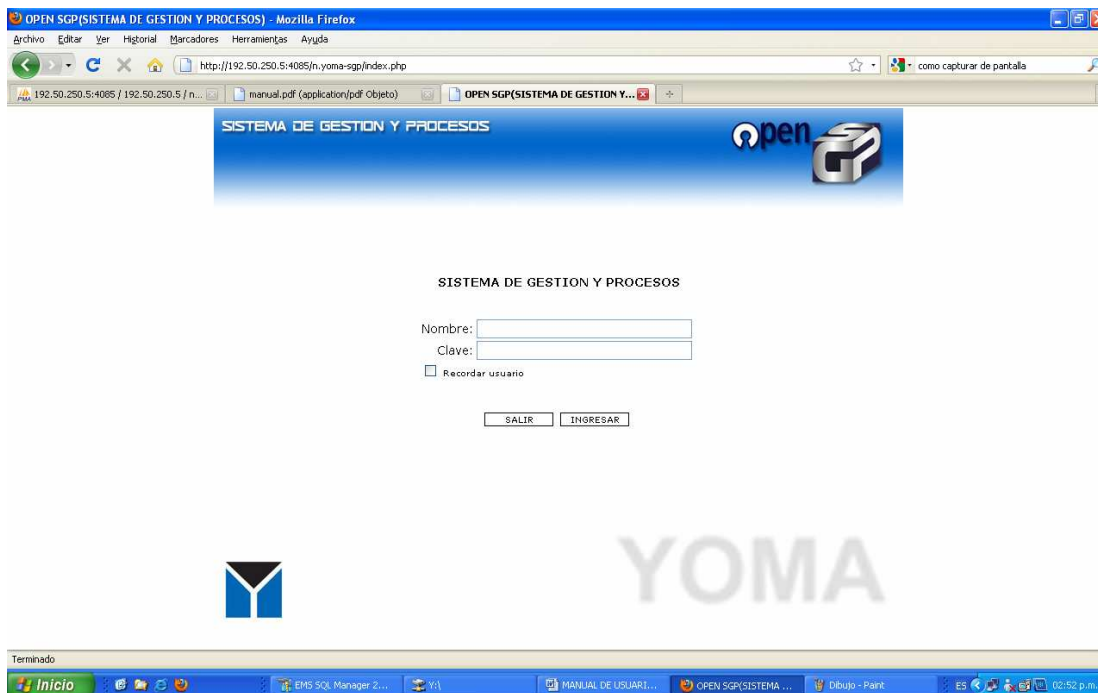 OPEN SGP(SISTEMA DE GESTION Y PROCESOS) - Mozilla Firefox
Archivo Editar Ver Historial Marcadores Herramientas Ayuda
http://192.50.250.5:4085/n.yoma-sgp/index.php
como capturar de pantalla
PMA 192.50.250.5:4085 / 192.50.250.5 / n... manual.pdf (application/pdf Objeto) OPEN SGP(SISTEMA DE GESTION Y...
SISTEMA DE GESTION Y PROCESOS
open SGP
SISTEMA DE GESTION Y PROCESOS
Nombre:
Clave:
Recordar usuario
SALIR INGRESAR
YOMA
Terminado
Inicio EMS SQL Manager 2... Y:\ MANUAL DE USUARI... OPEN SGP(SISTEMA ... Dibujo - Paint ES 02:52 p.m.